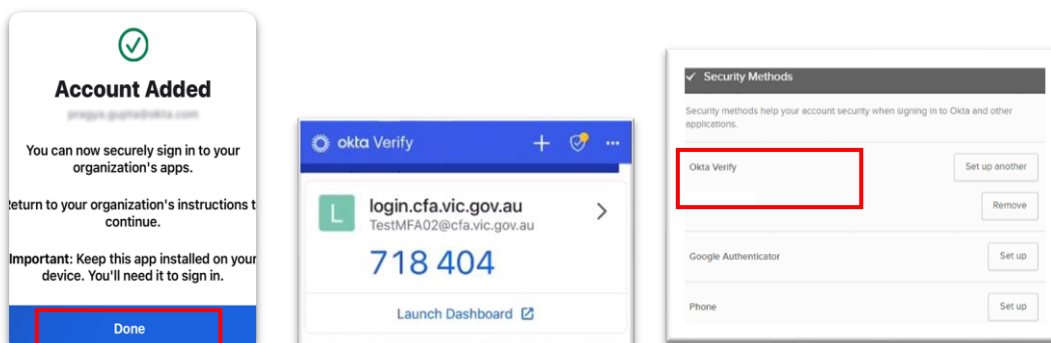 Account Added
You can now securely sign in to your
organization's apps.
Return to your organization's instructions t
continue.
Important: Keep this app installed on your
device. You'll need it to sign in.
Done
okta Verify
L
login.cfa.vic.gov.au
TestMFA02@cfa.vic.gov.au
718 404
Launch Dashboard
Security Methods
Security methods help your account security when signing in to Okta and other
applications.
Okta Verify
Set up another
Remove
Google Authenticator
Set up
Phone
Set up